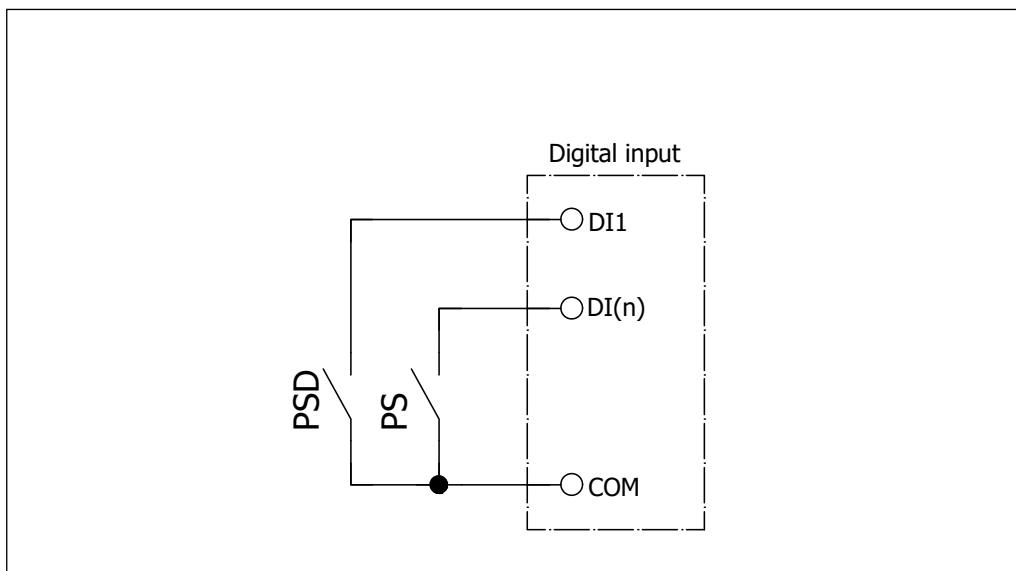 Digital input
DI1
DI(n)
PSD
PS
COM